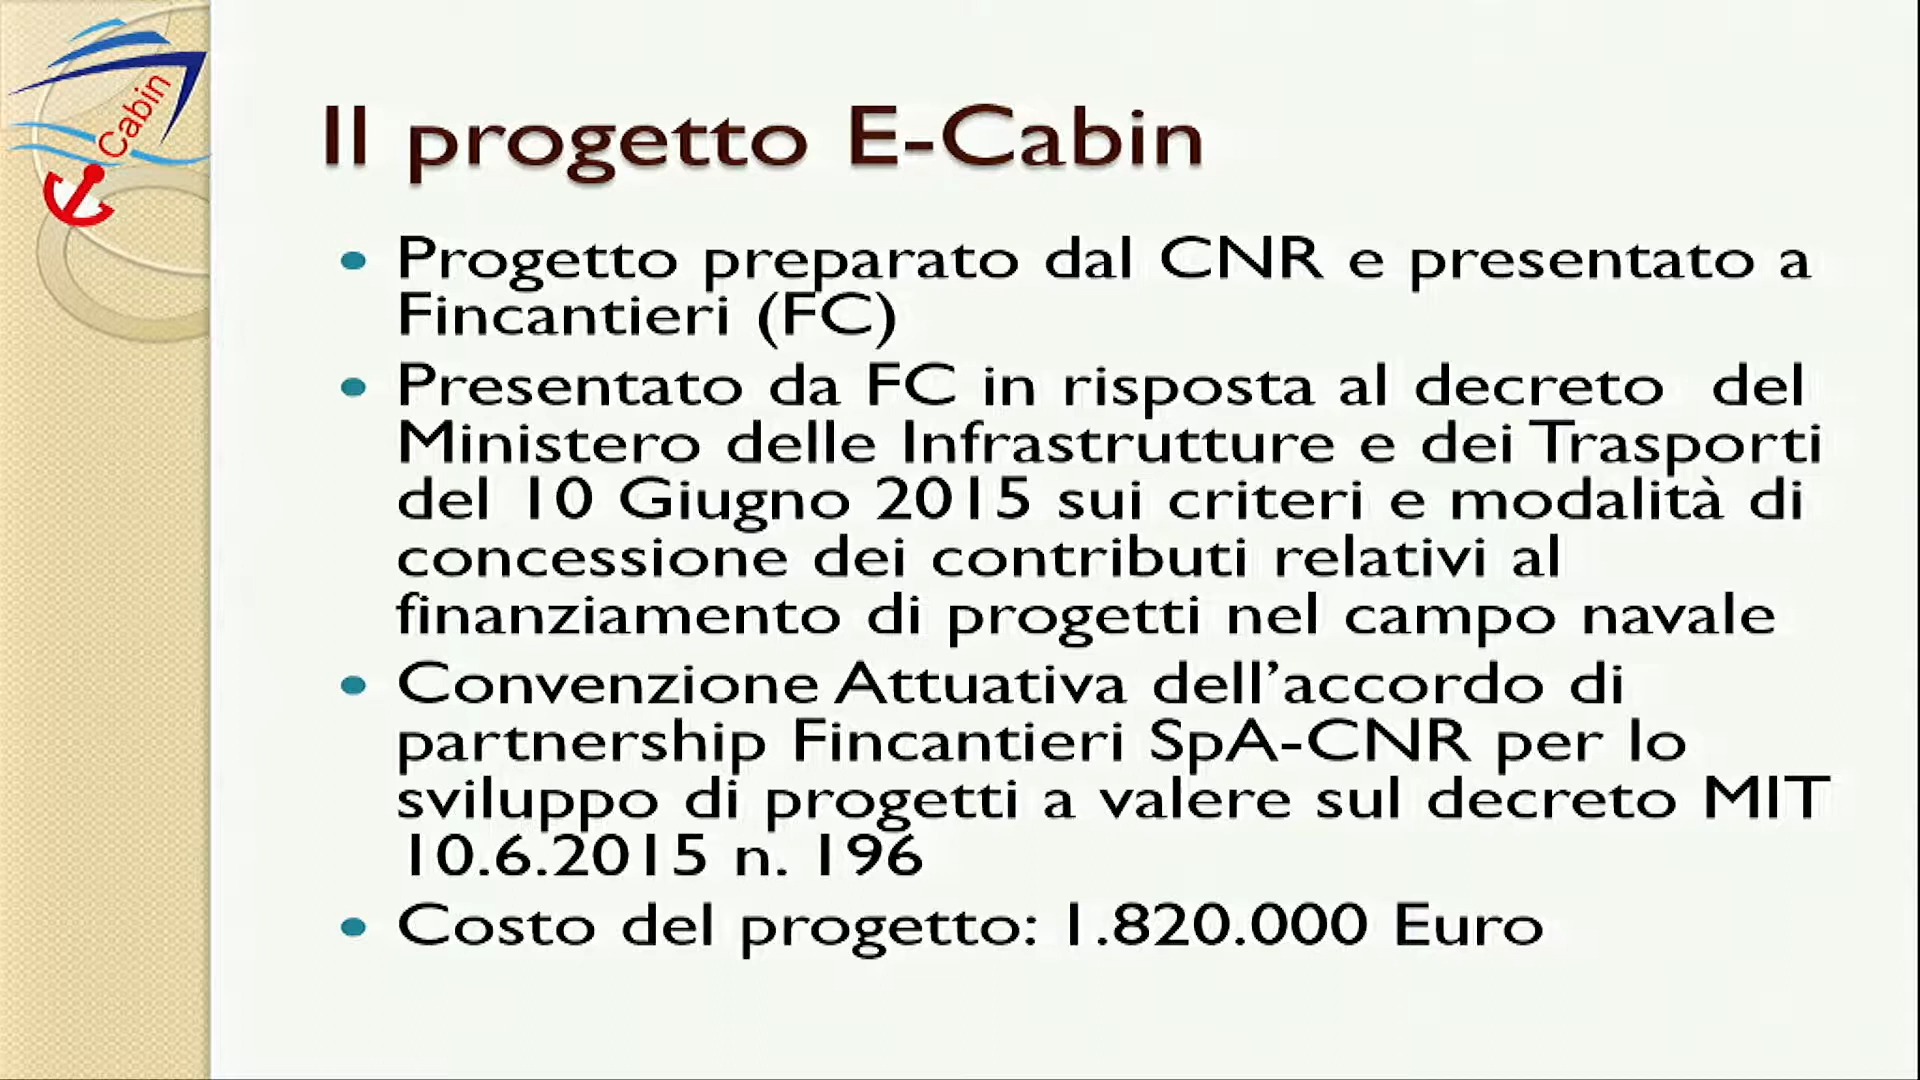 Cabin
Il progetto E-Cabin
• Progetto preparato dal CNR e presentato a
Fincantieri (FC)
• Presentato da FC in risposta al decreto del
Ministero delle Infrastrutture e dei Trasporti
del 10 Giugno 2015 sui criteri e modalità di
concessione dei contributi relativi al
finanziamento di progetti nel campo navale
• Convenzione Attuativa dell’accordo di
partnership Fincantieri SpA-CNR per lo
sviluppo di progetti a valere sul decreto MIT
10.6.2015 n. 196
• Costo del progetto: 1.820.000 Euro